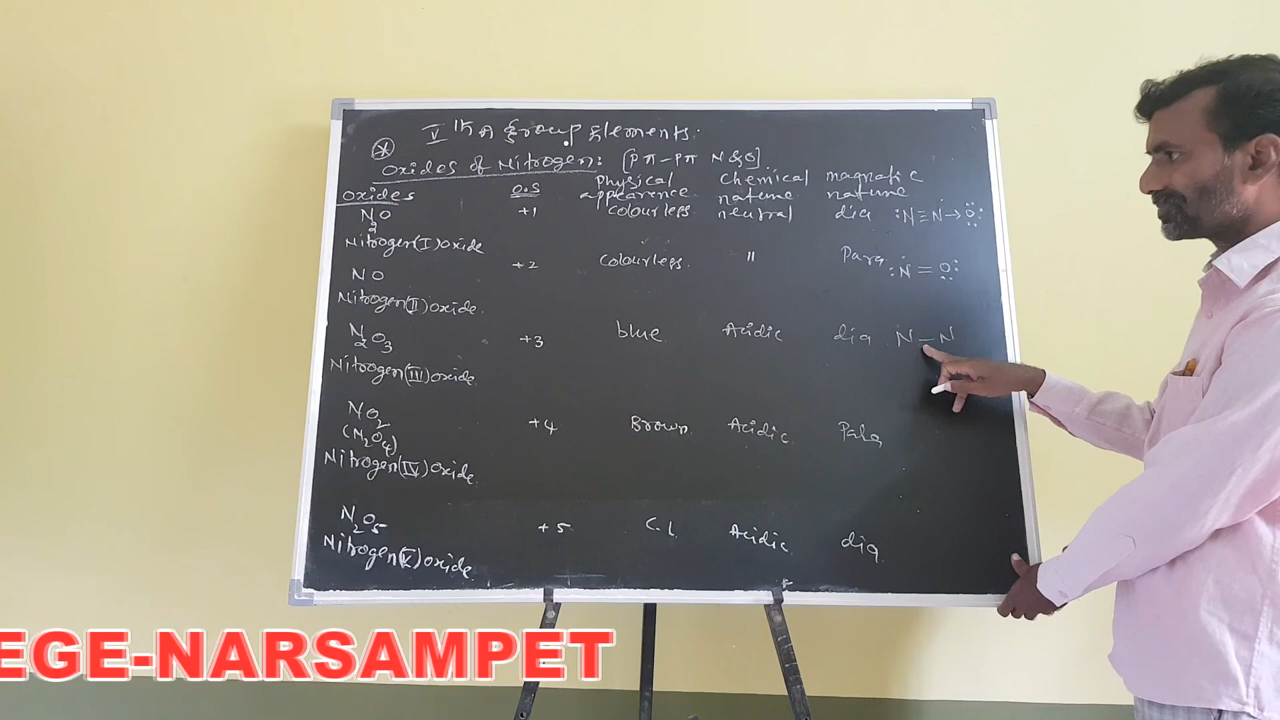 V th A group Elements:
* Oxides of Nitrogen: [Pπ-Pπ N&O]
Oxides O.S Physical appearence Chemical nature magnatic nature
N2O +1 colourless neutral dia :N≡N→O:
Nitrogen(I)oxide
NO +2 colourless " Para :N=O:
Nitrogen(II)oxide.
N2O3 +3 blue Acidic dia N-N
Nitrogen(III)oxide.
NO2 +4 Brown Acidic Para
(N2O4)
Nitrogen(IV)oxide.
N2O5 +5 C.L Acidic dia
Nitrogen(V)oxide.
EGE-NARSAMPET